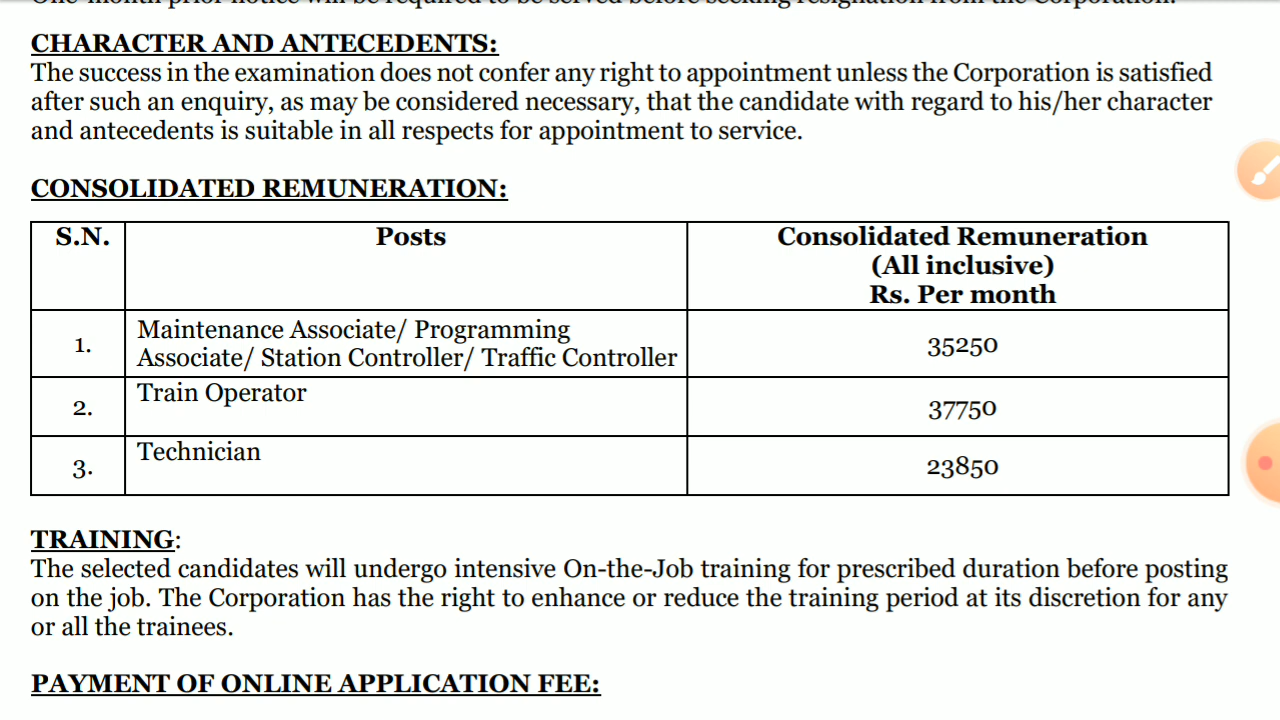 CHARACTER AND ANTECEDENTS:
The success in the examination does not confer any right to appointment unless the Corporation is satisfied
after such an enquiry, as may be considered necessary, that the candidate with regard to his/her character
and antecedents is suitable in all respects for appointment to service.
CONSOLIDATED REMUNERATION:
S.N. Posts Consolidated Remuneration
(All inclusive)
Rs. Per month
1. Maintenance Associate/ Programming
Associate/ Station Controller/ Traffic Controller 35250
2. Train Operator 37750
3. Technician 23850
TRAINING:
The selected candidates will undergo intensive On-the-Job training for prescribed duration before posting
on the job. The Corporation has the right to enhance or reduce the training period at its discretion for any
or all the trainees.
PAYMENT OF ONLINE APPLICATION FEE: